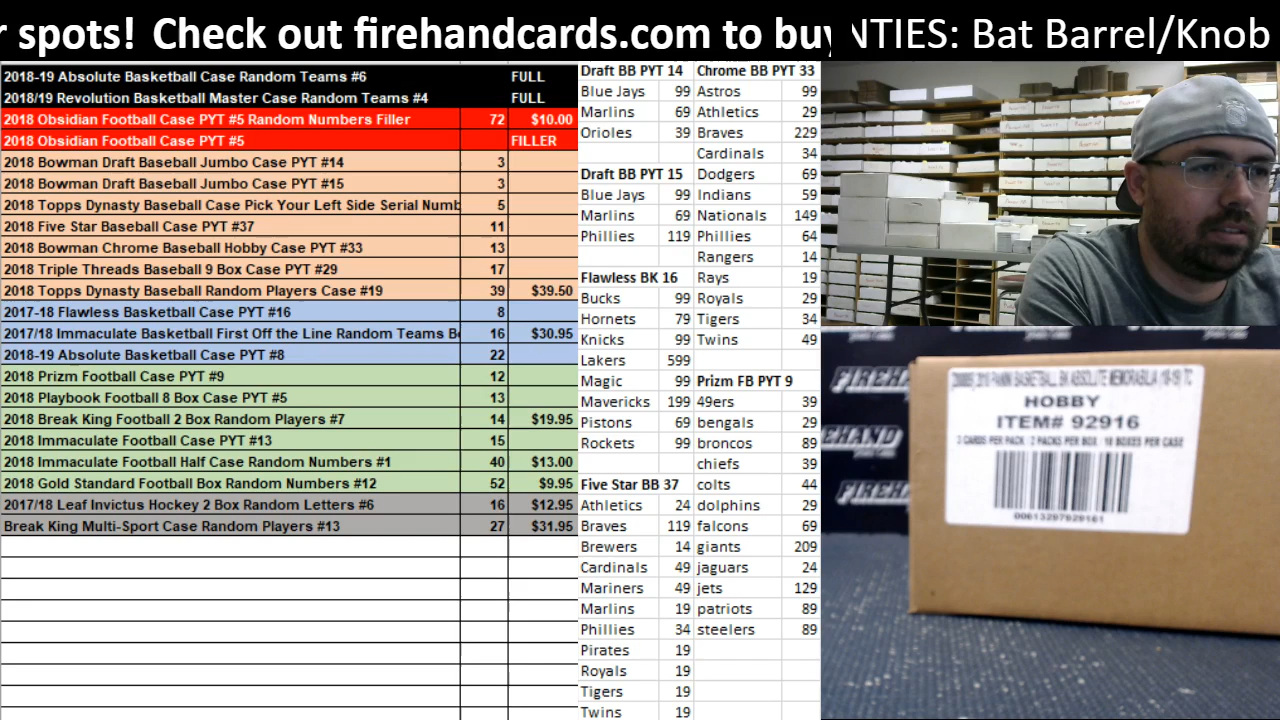 r spots! Check out firehandcards.com to buy
NTIES: Bat Barrel/Knob
2018-19 Absolute Basketball Case Random Teams #6 FULL
2018/19 Revolution Basketball Master Case Random Teams #4 FULL
2018 Obsidian Football Case PYT #5 Random Numbers Filler 72 $10.00
2018 Obsidian Football Case PYT #5 FILLER
2018 Bowman Draft Baseball Jumbo Case PYT #14 3
2018 Bowman Draft Baseball Jumbo Case PYT #15 3
2018 Topps Dynasty Baseball Case Pick Your Left Side Serial Numb 5
2018 Five Star Baseball Case PYT #37 11
2018 Bowman Chrome Baseball Hobby Case PYT #33 13
2018 Triple Threads Baseball 9 Box Case PYT #29 17
2018 Topps Dynasty Baseball Random Players Case #19 39 $39.50
2017-18 Flawless Basketball Case PYT #16 8
2017/18 Immaculate Basketball First Off the Line Random Teams Bo 16 $30.95
2018-19 Absolute Basketball Case PYT #8 22
2018 Prizm Football Case PYT #9 12
2018 Playbook Football 8 Box Case PYT #5 13
2018 Break King Football 2 Box Random Players #7 14 $19.95
2018 Immaculate Football Case PYT #13 15
2018 Immaculate Football Half Case Random Numbers #1 40 $13.00
2018 Gold Standard Football Box Random Numbers #12 52 $9.95
2017/18 Leaf Invictus Hockey 2 Box Random Letters #6 16 $12.95
Break King Multi-Sport Case Random Players #13 27 $31.95
Draft BB PYT 14
Blue Jays 99
Marlins 69
Orioles 39
Draft BB PYT 15
Blue Jays 99
Marlins 69
Phillies 119
Flawless BK 16
Bucks 99
Hornets 79
Knicks 99
Lakers 599
Magic 99
Mavericks 199
Pistons 69
Rockets 99
Five Star BB 37
Athletics 24
Braves 119
Brewers 14
Cardinals 49
Mariners 49
Marlins 19
Phillies 34
Pirates 19
Royals 19
Tigers 19
Twins 19
Chrome BB PYT 33
Astros 99
Athletics 29
Braves 229
Cardinals 34
Dodgers 69
Indians 59
Nationals 149
Phillies 64
Rangers 14
Rays 19
Royals 29
Tigers 34
Twins 49
Prizm FB PYT 9
49ers 39
bengals 29
broncos 89
chiefs 39
colts 44
dolphins 29
falcons 69
giants 209
jaguars 24
jets 129
patriots 89
steelers 89
HOBBY
ITEM# 92916
3 CARDS PER PACK 2 PACKS PER BOX 10 BOXES PER CASE
FIREHAND